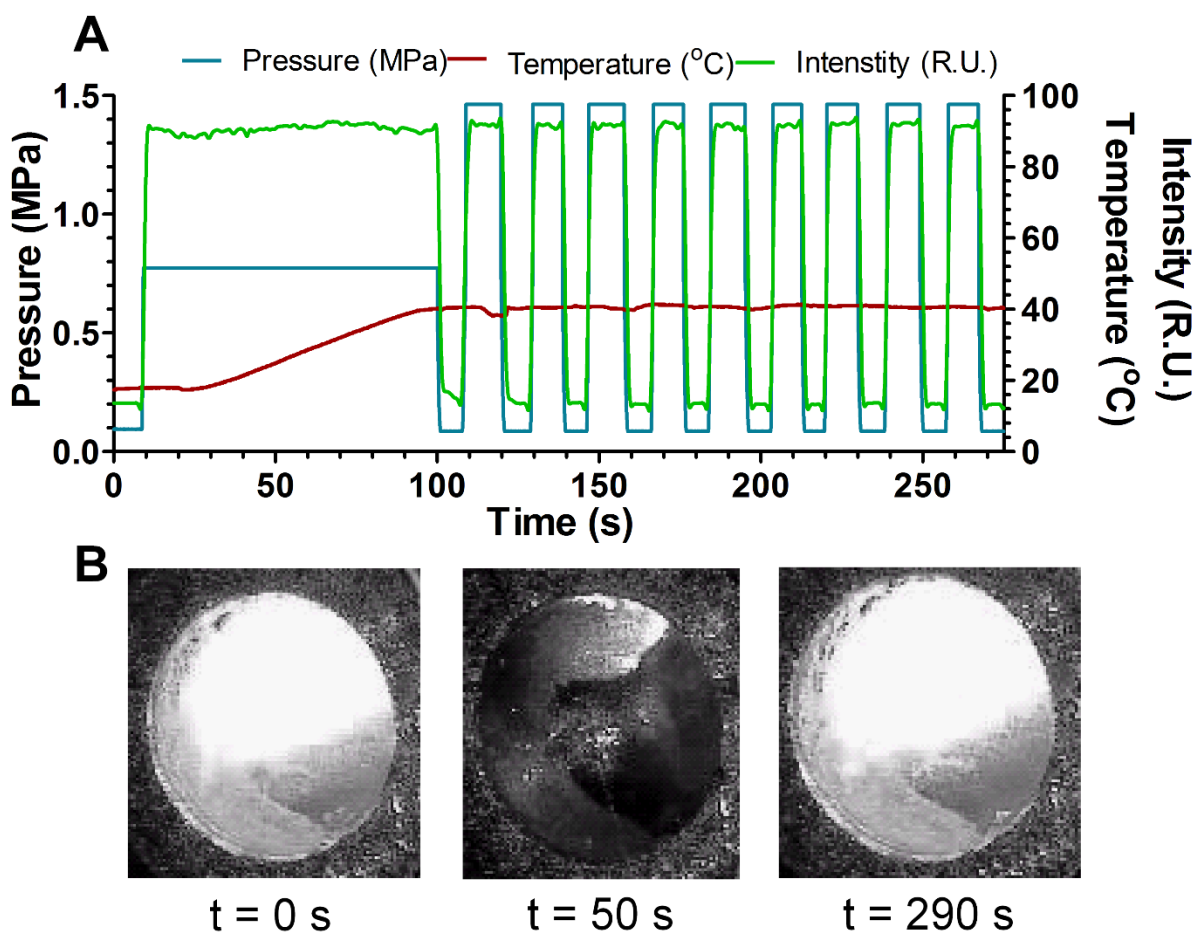 A
Pressure (MPa) Temperature (°C) Intenstity (R.U.)
Pressure (MPa)
1.5
1.0
0.5
0.0
100
80
60
40
20
0
Temperature (°C)
Intensity (R.U.)
0 50 100 150 200 250
Time (s)
B
t = 0 s t = 50 s t = 290 s